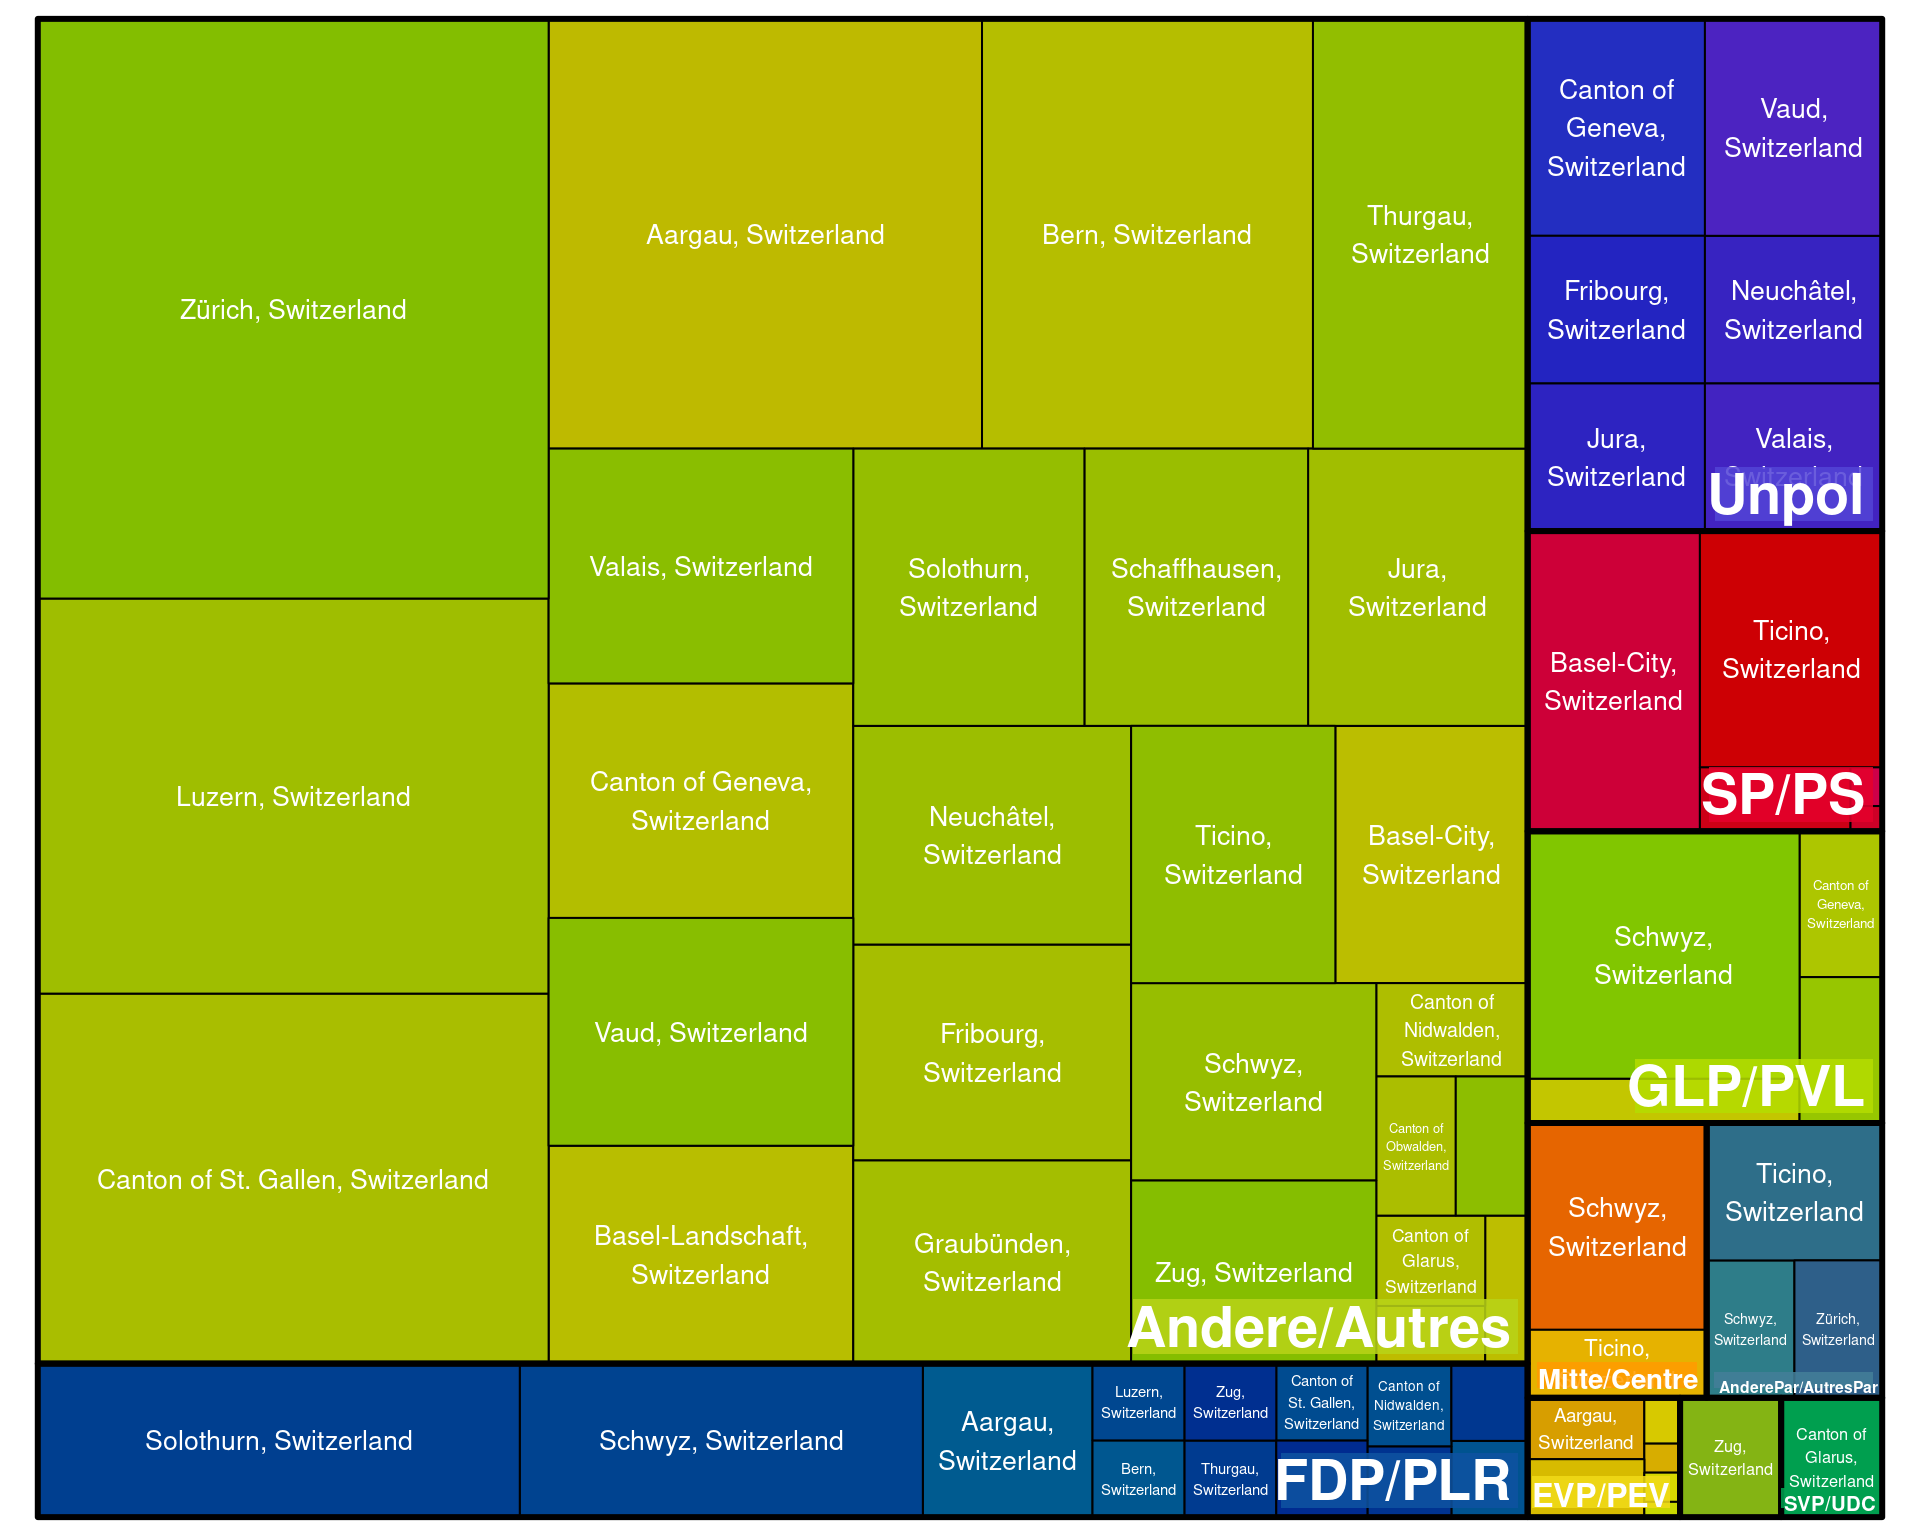 Zürich, Switzerland
Luzern, Switzerland
Canton of St. Gallen, Switzerland
Aargau, Switzerland
Bern, Switzerland
Thurgau,
Switzerland
Valais, Switzerland
Canton of Geneva,
Switzerland
Vaud, Switzerland
Basel-Landschaft,
Switzerland
Solothurn,
Switzerland
Schaffhausen,
Switzerland
Jura,
Switzerland
Neuchâtel,
Switzerland
Fribourg,
Switzerland
Graubünden,
Switzerland
Ticino,
Switzerland
Basel-City,
Switzerland
Schwyz,
Switzerland
Zug, Switzerland
Canton of
Nidwalden,
Switzerland
Canton of
Obwalden,
Switzerland
Canton of
Glarus,
Switzerland
Andere/Autres
Solothurn, Switzerland
Schwyz, Switzerland
Aargau,
Switzerland
Luzern,
Switzerland
Bern,
Switzerland
Zug,
Switzerland
Thurgau,
Switzerland
Canton of
St. Gallen,
Switzerland
Canton of
Nidwalden,
Switzerland
FDP/PLR
Canton of
Geneva,
Switzerland
Vaud,
Switzerland
Fribourg,
Switzerland
Neuchâtel,
Switzerland
Jura,
Switzerland
Valais,
Switzerland
Unpol
Basel-City,
Switzerland
Ticino,
Switzerland
SP/PS
Schwyz,
Switzerland
Canton of
Geneva,
Switzerland
GLP/PVL
Schwyz,
Switzerland
Ticino,
Mitte/Centre
Ticino,
Switzerland
Schwyz,
Switzerland
Zürich,
Switzerland
AnderePar/AutresPar
Aargau,
Switzerland
EVP/PEV
Zug,
Switzerland
Canton of
Glarus,
Switzerland
SVP/UDC